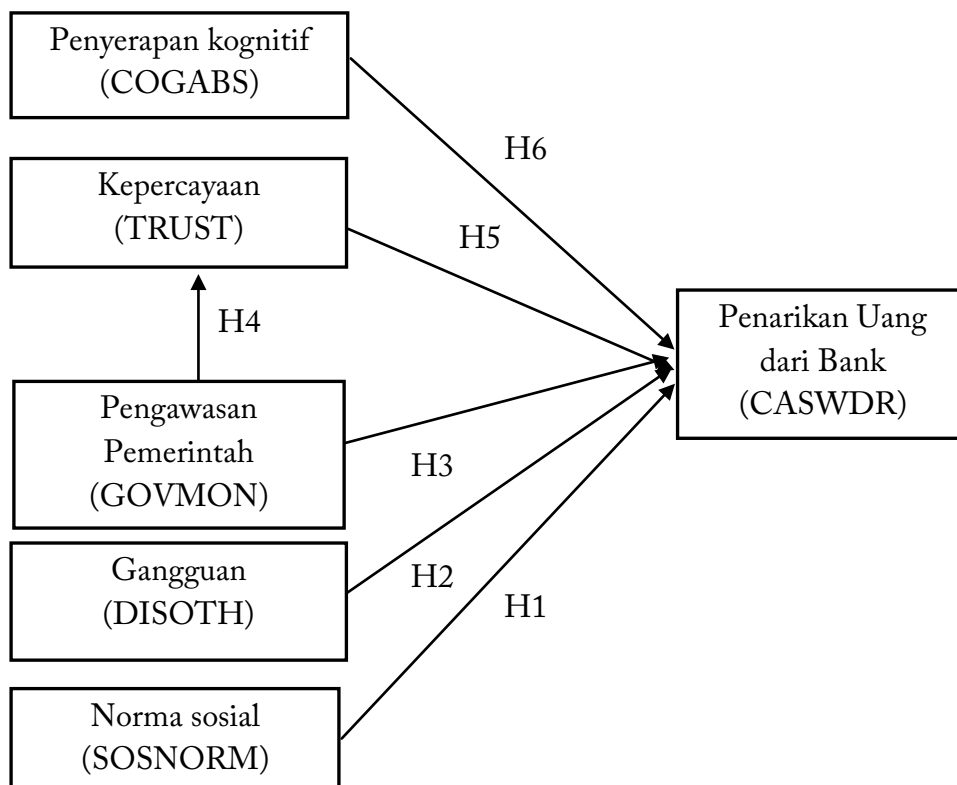 Penyerapan kognitif
(COGABS)
H6
Kepercayaan
(TRUST)
H5
H4
Penarikan Uang
dari Bank
(CASWDR)
Pengawasan
Pemerintah
(GOVMON)
H3
Gangguan
(DISOTH)
H2
H1
Norma sosial
(SOSNORM)